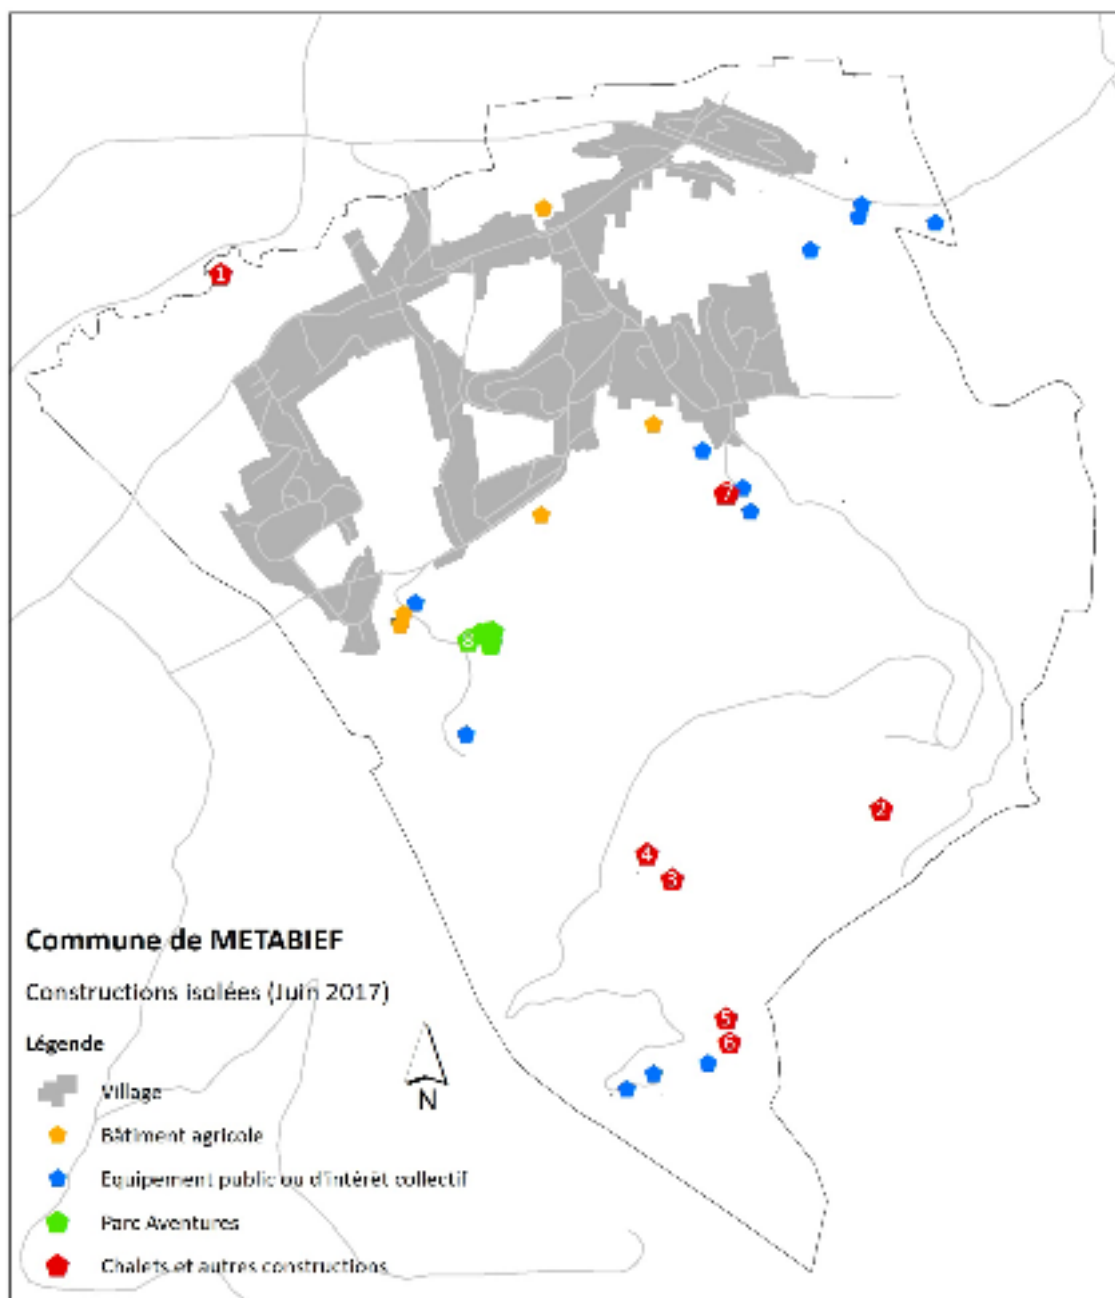 1
7
8
2
4
3
5
6
Commune de METABIEF
Constructions isolées (Juin 2017)
Légende
N
Village
Bâtiment agricole
Equipement public ou d'intérêt collectif
Parc Aventures
Chalets et autres constructions